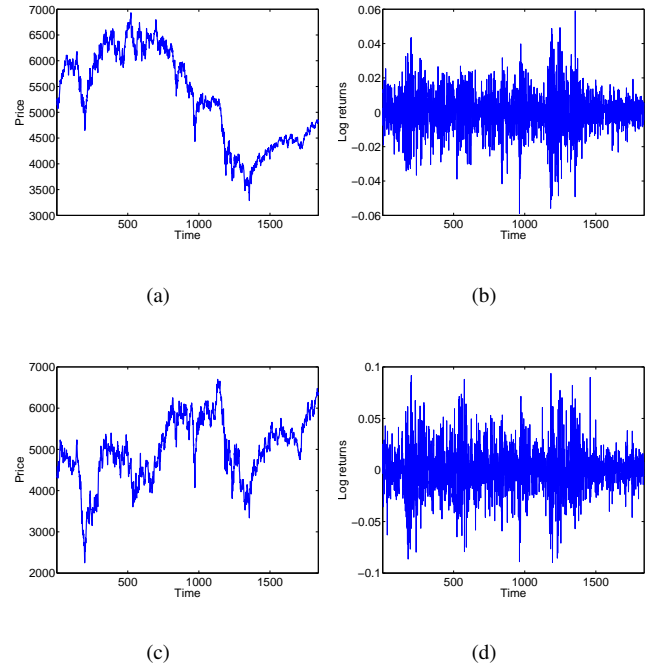 7000
6500
6000
5500
5000
4500
4000
3500
3000
Price
500 1000 1500
Time
(a)
0.06
0.04
0.02
0
−0.02
−0.04
−0.06
Log returns
500 1000 1500
Time
(b)
7000
6000
5000
4000
3000
2000
Price
500 1000 1500
Time
(c)
0.1
0.05
0
−0.05
−0.1
Log returns
500 1000 1500
Time
(d)